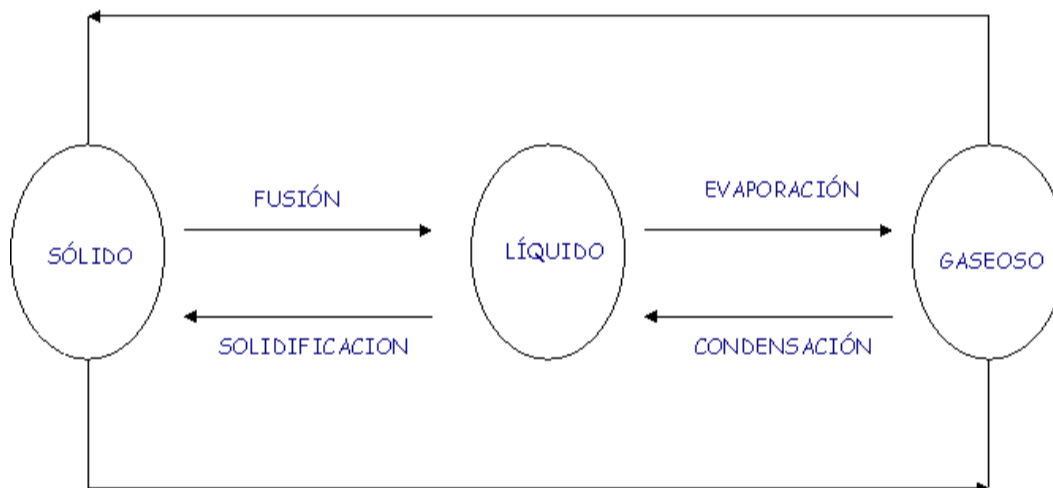 FUSIÓN
EVAPORACIÓN
SÓLIDO
LÍQUIDO
GASEOSO
SOLIDIFICACION
CONDENSACIÓN